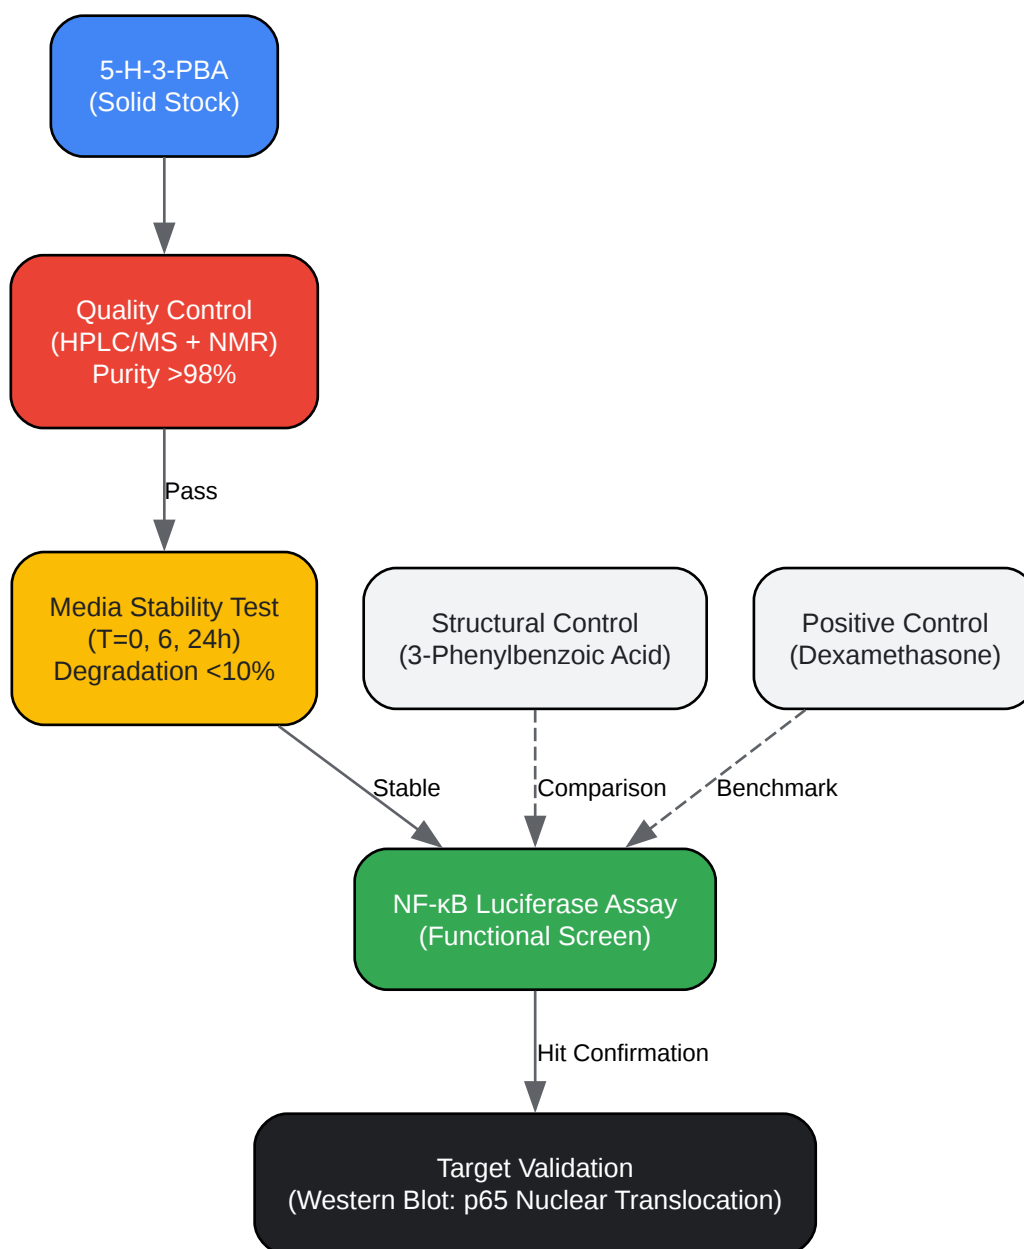 5-H-3-PBA
(Solid Stock)
Quality Control
(HPLC/MS + NMR)
Purity >98%
Pass
Media Stability Test
(T=0, 6, 24h)
Degradation <10%
Structural Control
(3-Phenylbenzoic Acid)
Positive Control
(Dexamethasone)
Stable
Comparison
Benchmark
NF-κB Luciferase Assay
(Functional Screen)
Hit Confirmation
Target Validation
(Western Blot: p65 Nuclear Translocation)